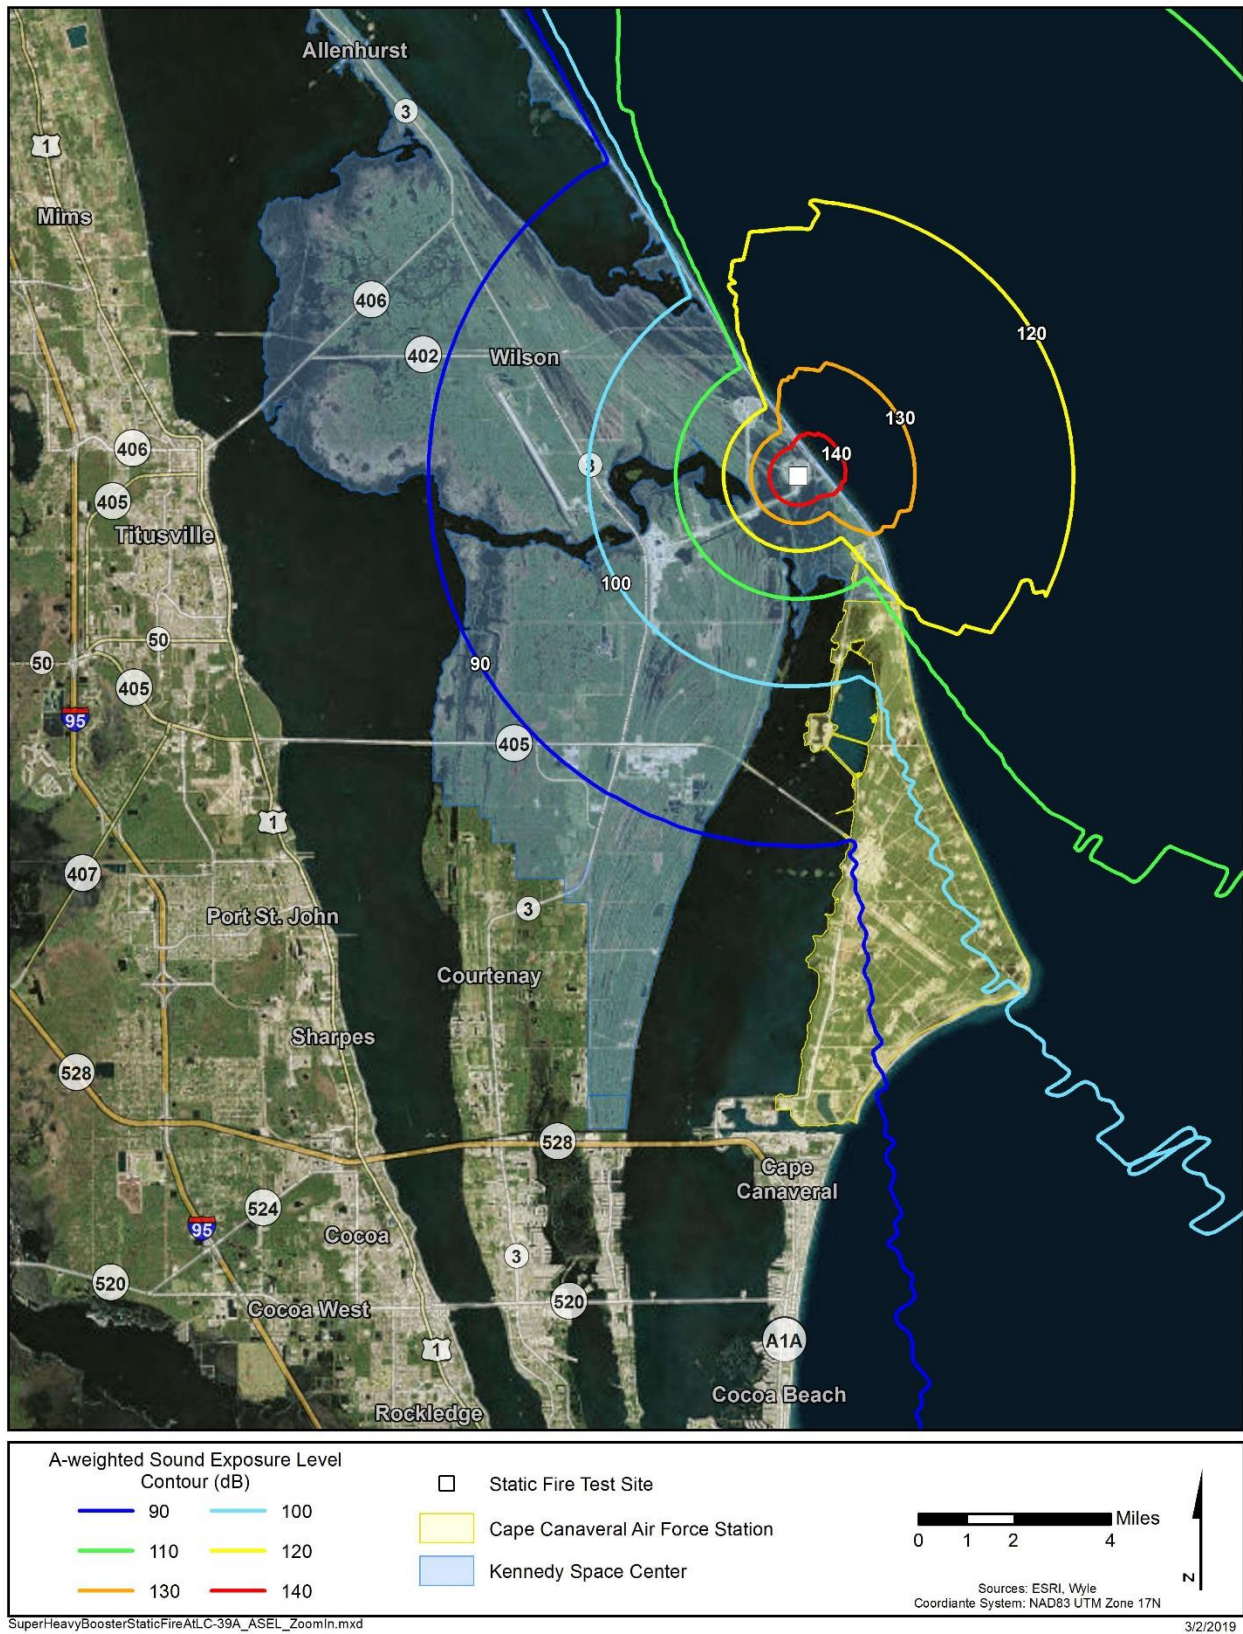 Allenhurst
3
1
Mims
406
120
402
Wilson
130
406
140
3
405
Titusville
100
50
50
90
405
95
405
1
407
Port St. John
3
Courtenay
Sharpes
528
528
Cape
Canaveral
524
95
Cocoa
3
520
Cocoa West
520
1
A1A
Cocoa Beach
Rockledge
A-weighted Sound Exposure Level
Contour (dB)
90
100
110
120
130
140
Static Fire Test Site
Cape Canaveral Air Force Station
Kennedy Space Center
Miles
0 1 2 4
N
Sources: ESRI, Wyle
Coordiante System: NAD83 UTM Zone 17N
SuperHeavyBoosterStaticFireAtLC-39A_ASEL_ZoomIn.mxd
3/2/2019